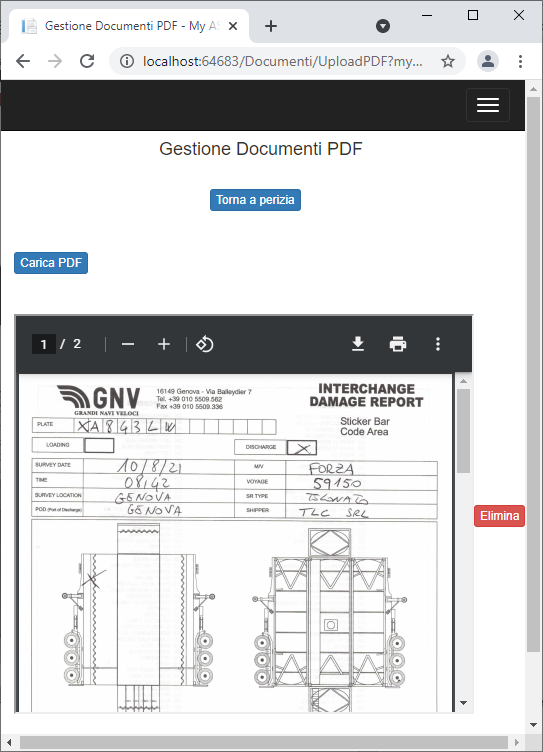 Gestione Documenti PDF - My AS
localhost:64683/Documenti/UploadPDF?my...
Gestione Documenti PDF
Torna a perizia
Carica PDF
1 / 2
GNV
GRANDI NAVI VELOCI
16149 Genova - Via Balleydier 7
Tel. +39 010 5509.562
Fax +39 010 5509.336
INTERCHANGE
DAMAGE REPORT
Sticker Bar
Code Area
PLATE XA843LW
LOADING
DISCHARGE X
SURVEY DATE 10/8/21 M/V FORZA
TIME 08,42 VOYAGE 59150
SURVEY LOCATION GENOVA SR TYPE TELONATO
POD (Port of Discharge) GENOVA SHIPPER TLC SRL
X
Elimina